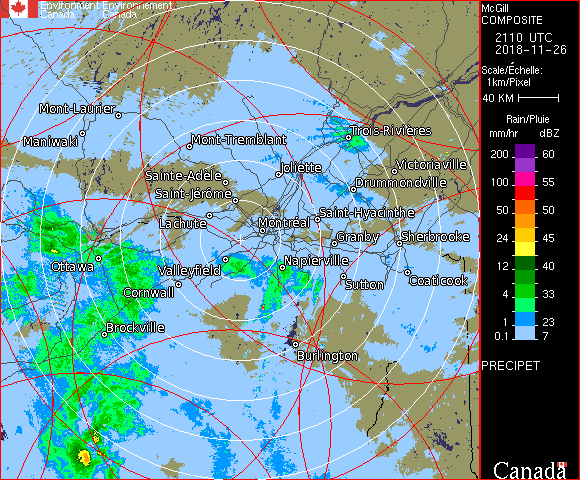 Environment Environnement
Canada Canada
McGill
COMPOSITE
2110 UTC
2018-11-26
Scale/Échelle:
1km/Pixel
40 KM
Rain/Pluie
mm/hr dBZ
200 60
100 55
50 50
24 45
12 40
4 33
1 23
0.1 7
PRECIPET
Canada
Mont-Laurier
Maniwaki
Mont-Tremblant
Trois-Rivières
Joliette
Victoriaville
Sainte-Adèle
Drummondville
Saint-Jérôme
Lachute
Saint-Hyacinthe
Montréal
Granby
Sherbrooke
Ottawa
Valleyfield
Napierville
Cornwall
Sutton
Coaticook
Brockville
Burlington